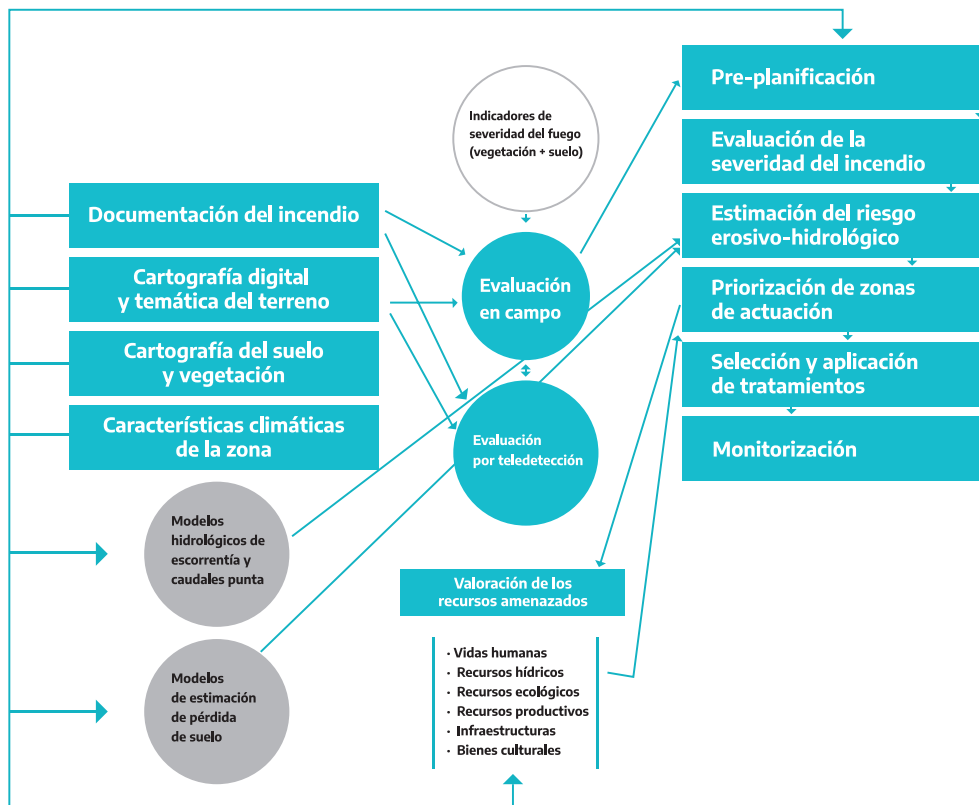 Pre-planificación
Evaluación de la
severidad del incendio
Estimación del riesgo
erosivo-hidrológico
Priorización de zonas
de actuación
Selección y aplicación
de tratamientos
Monitorización
Indicadores de
severidad del fuego
(vegetación + suelo)
Evaluación
en campo
Evaluación
por teledetección
Documentación del incendio
Cartografía digital
y temática del terreno
Cartografía del suelo
y vegetación
Características climáticas
de la zona
Modelos
hidrológicos de
escorrentía y
caudales punta
Modelos
de estimación
de pérdida
de suelo
Valoración de los
recursos amenazados
· Vidas humanas
· Recursos hídricos
· Recursos ecológicos
· Recursos productivos
· Infraestructuras
· Bienes culturales